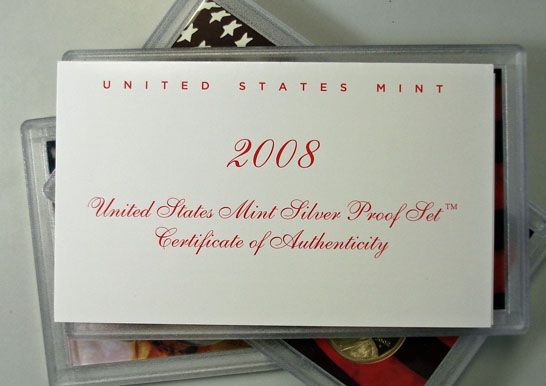 UNITED STATES MINT
2008
United States Mint Silver Proof Set™
Certificate of Authenticity